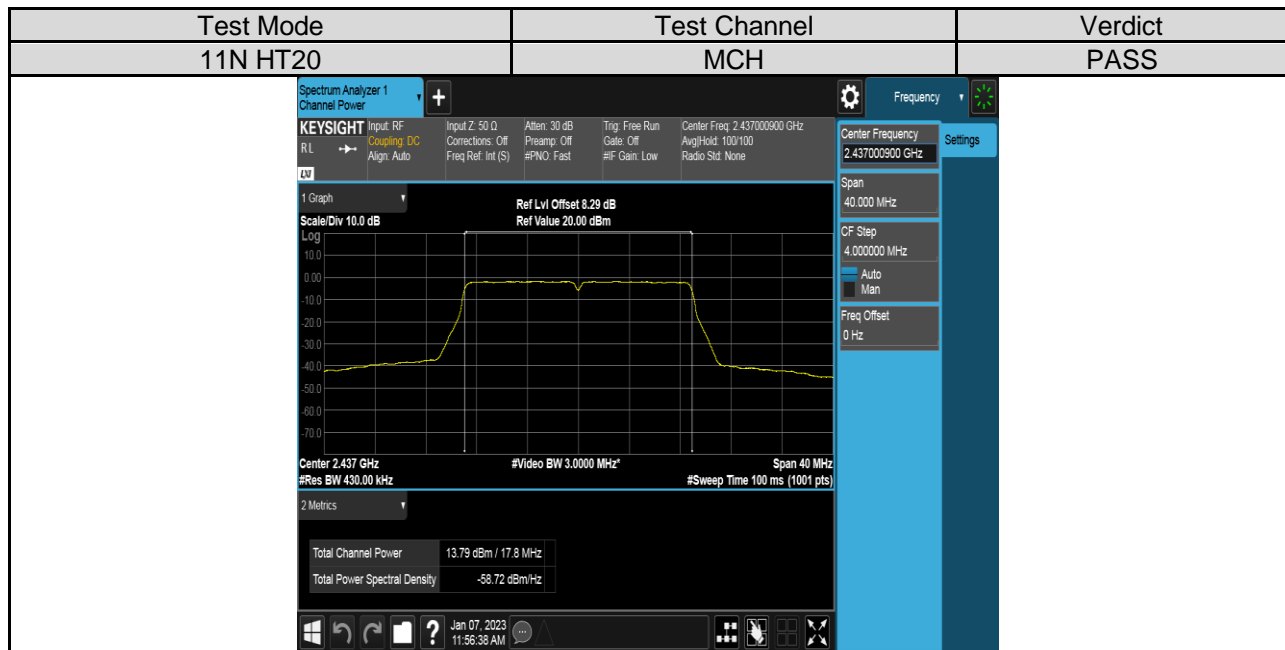 Test Mode Test Channel Verdict
11N HT20 MCH PASS
Spectrum Analyzer 1
Channel Power
+
Frequency
KEYSIGHT
RL
LXI
Input: RF
Coupling: DC
Align: Auto
Input Z: 50 Ω
Corrections: Off
Freq Ref: Int (S)
Atten: 30 dB
Preamp: Off
#PNO: Fast
Trig: Free Run
Gate: Off
#IF Gain: Low
Center Freq: 2.437000900 GHz
Avg|Hold: 100/100
Radio Std: None
Center Frequency
2.437000900 GHz
Settings
Span
40.000 MHz
CF Step
4.000000 MHz
Auto
Man
Freq Offset
0 Hz
1 Graph
Scale/Div 10.0 dB
Ref Lvl Offset 8.29 dB
Ref Value 20.00 dBm
Log
10.0
0.00
-10.0
-20.0
-30.0
-40.0
-50.0
-60.0
-70.0
Center 2.437 GHz
#Res BW 430.00 kHz
#Video BW 3.0000 MHz*
Span 40 MHz
#Sweep Time 100 ms (1001 pts)
2 Metrics
Total Channel Power 13.79 dBm / 17.8 MHz
Total Power Spectral Density -58.72 dBm/Hz
?
Jan 07, 2023
11:56:38 AM